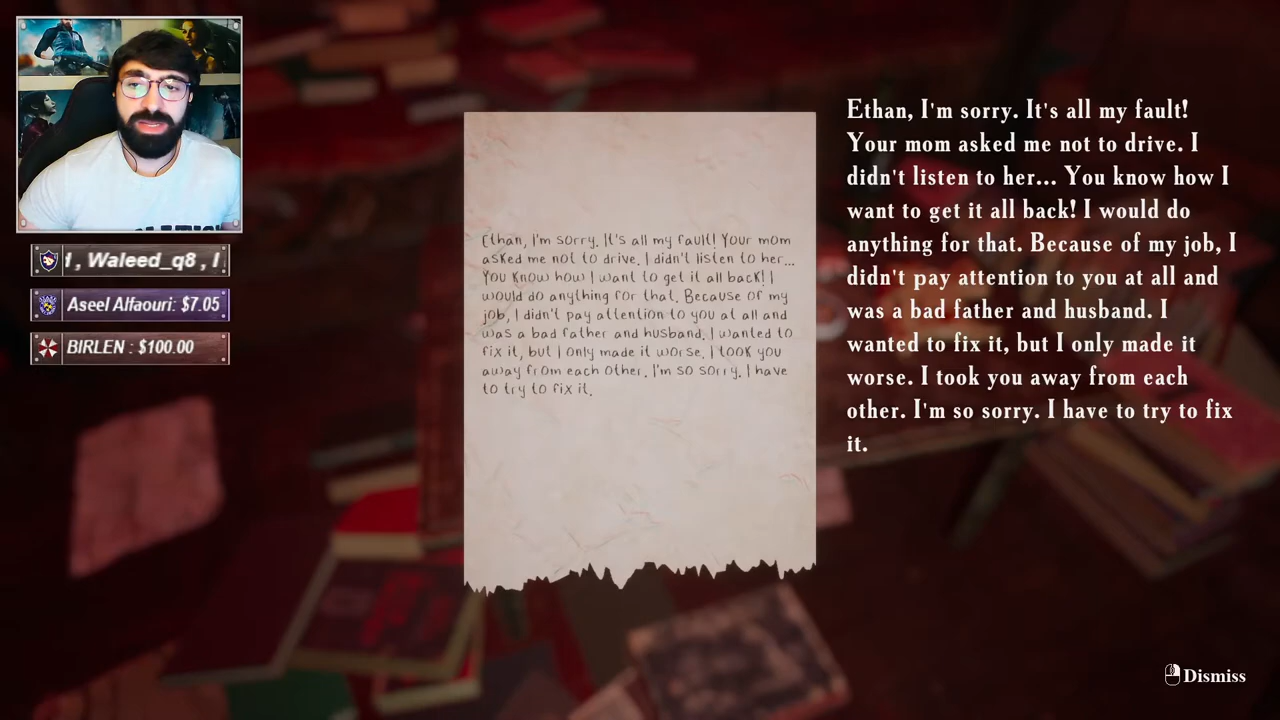 , Waleed_q8 ,
Aseel Alfaouri: $7.05
BIRLEN : $100.00
Ethan, I'm sorry. It's all my fault! Your mom
asked me not to drive. I didn't listen to her...
You know how I want to get it all back! I
would do anything for that. Because of my
job, I didn't pay attention to you at all and
was a bad father and husband. I wanted to
fix it, but I only made it worse. I took you
away from each other. I'm so sorry. I have
to try to fix it.
Ethan, I'm sorry. It's all my fault!
Your mom asked me not to drive. I
didn't listen to her... You know how I
want to get it all back! I would do
anything for that. Because of my job, I
didn't pay attention to you at all and
was a bad father and husband. I
wanted to fix it, but I only made it
worse. I took you away from each
other. I'm so sorry. I have to try to fix
it.
Dismiss